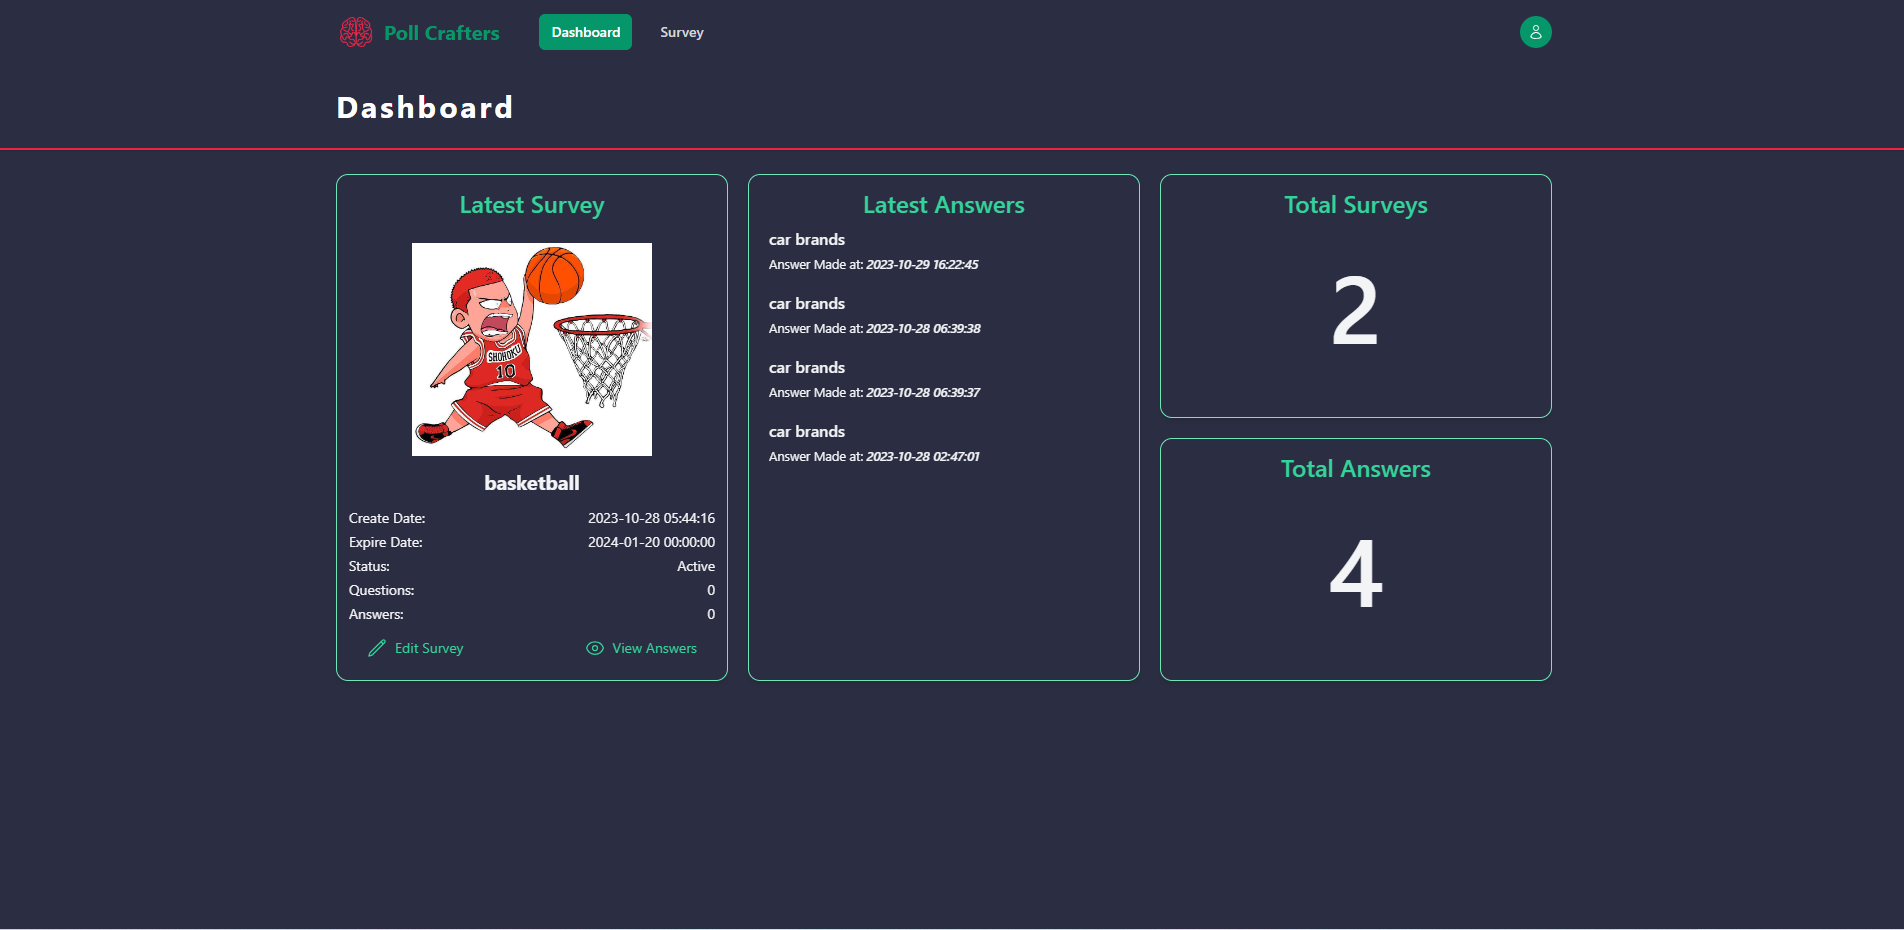 Poll Crafters
Dashboard
Survey
Dashboard
Latest Survey
SHOHOKU
10
basketball
Create Date: 2023-10-28 05:44:16
Expire Date: 2024-01-20 00:00:00
Status: Active
Questions: 0
Answers: 0
Edit Survey
View Answers
Latest Answers
car brands
Answer Made at: 2023-10-29 16:22:45
car brands
Answer Made at: 2023-10-28 06:39:38
car brands
Answer Made at: 2023-10-28 06:39:37
car brands
Answer Made at: 2023-10-28 02:47:01
Total Surveys
2
Total Answers
4